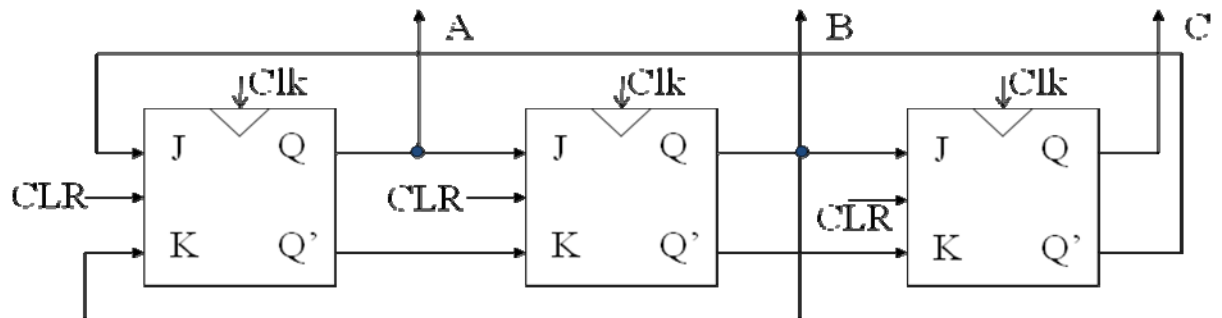 A B C
Clk Clk Clk
J Q J Q J Q
CLR CLR CLR
K Q’ K Q’ K Q’